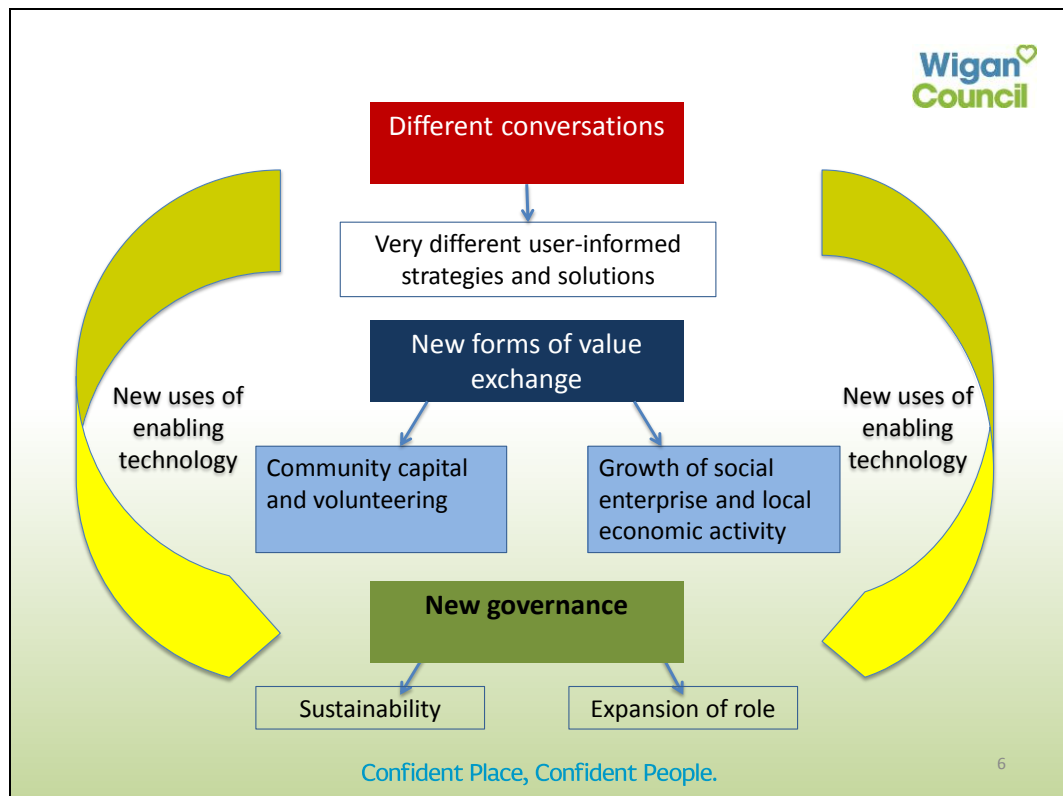 Wigan
Council
Different conversations
Very different user-informed
strategies and solutions
New forms of value
exchange
New uses of
enabling
technology
New uses of
enabling
technology
Community capital
and volunteering
Growth of social
enterprise and local
economic activity
New governance
Sustainability
Expansion of role
Confident Place, Confident People.
6